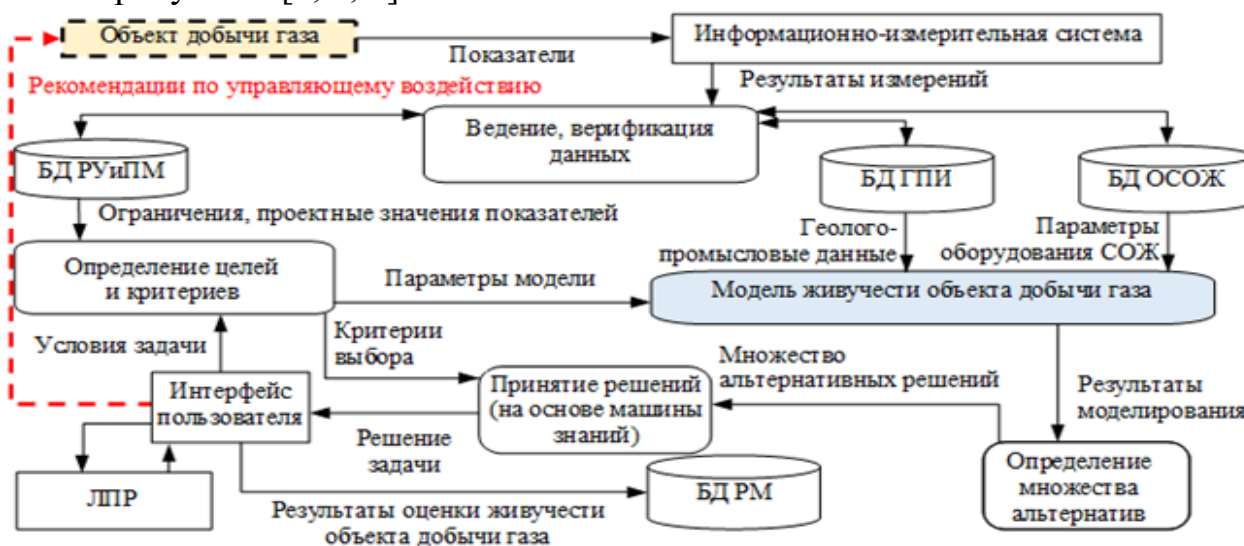 Объект добычи газа
Информационно-измерительная система
Показатели
Рекомендации по управляющему воздействию
Результаты измерений
Ведение, верификация
данных
БД РУиПМ
БД ГПИ
БД ОСОЖ
Ограничения, проектные значения показателей
Геолого-
промысловые данные
Параметры
оборудования СОЖ
Определение целей
и критериев
Параметры модели
Модель живучести объекта добычи газа
Условия задачи
Критерии
выбора
Множество
альтернативных решений
Результаты
моделирования
Интерфейс
пользователя
Принятие решений
(на основе машины
знаний)
Решение
задачи
Определение
множества
альтернатив
ЛПР
БД РМ
Результаты оценки живучести
объекта добычи газа